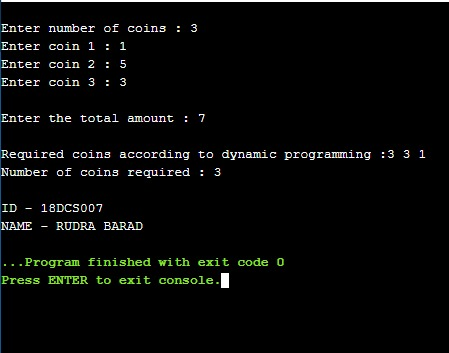 Enter number of coins : 3
Enter coin 1 : 1
Enter coin 2 : 5
Enter coin 3 : 3
Enter the total amount : 7
Required coins according to dynamic programming :3 3 1
Number of coins required : 3
ID - 18DCS007
NAME - RUDRA BARAD
...Program finished with exit code 0
Press ENTER to exit console.